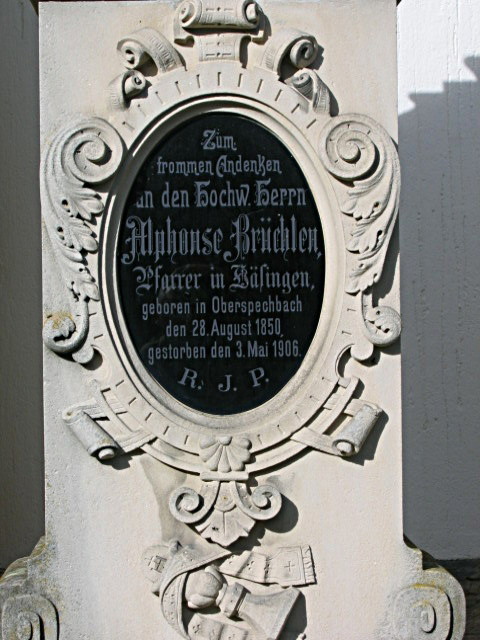 Zum
frommen Andenken
an den Hochw. Herrn
Alphonse Brüchlen,
Pfarrer in Häsingen,
geboren in Oberspechbach
den 28. August 1850,
gestorben den 3. Mai 1906.
R. J. P.